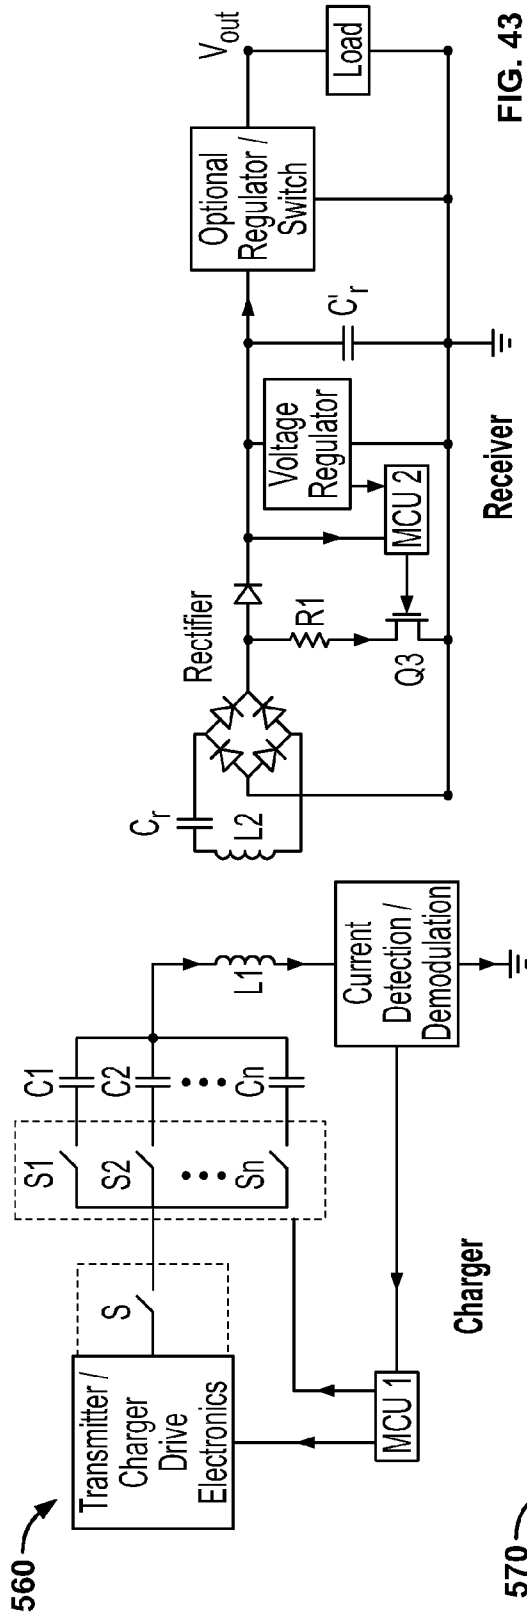 560
Transmitter /
Charger
Drive
Electronics
S
S1
S2
Sn
C1
C2
Cn
L1
Current
Detection /
Demodulation
MCU 1
Charger
Cr
L2
Rectifier
R1
Q3
Voltage
Regulator
MCU 2
C'r
Optional
Regulator /
Switch
Vout
Load
Receiver
FIG. 43
570